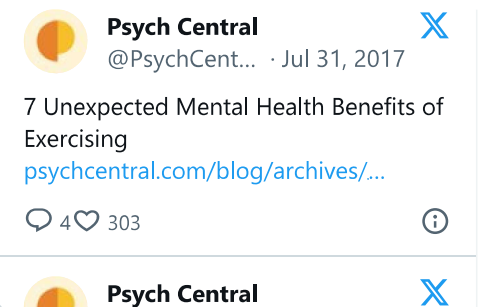 Psych Central
@PsychCent... · Jul 31, 2017
7 Unexpected Mental Health Benefits of
Exercising
psychcentral.com/blog/archives/...
4 303
Psych Central